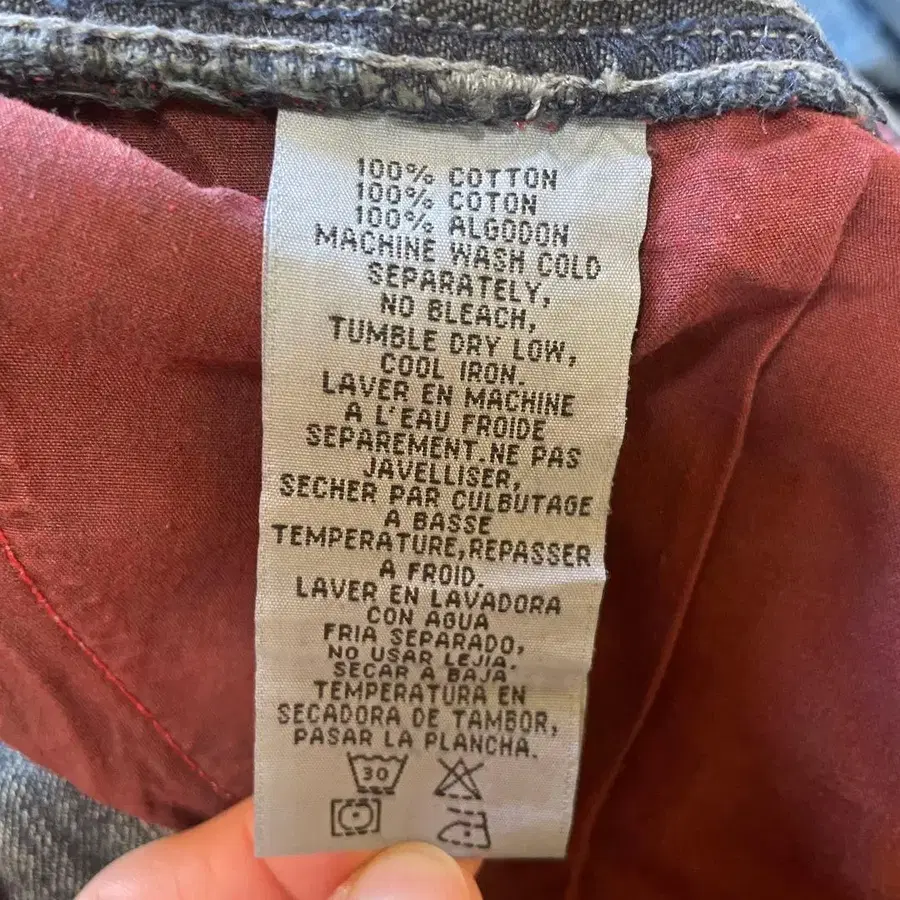 100% COTTON
100% COTON
100% ALGODON
MACHINE WASH COLD
SEPARATELY,
NO BLEACH,
TUMBLE DRY LOW,
COOL IRON.
LAVER EN MACHINE
A L'EAU FROIDE
SEPAREMENT.NE PAS
JAVELLISER,
SECHER PAR CULBUTAGE
A BASSE
TEMPERATURE,REPASSER
A FROID.
LAVER EN LAVADORA
CON AGUA
FRIA SEPARADO,
NO USAR LEJIA.
SECAR A BAJA
TEMPERATURA EN
SECADORA DE TAMBOR,
PASAR LA PLANCHA.
30